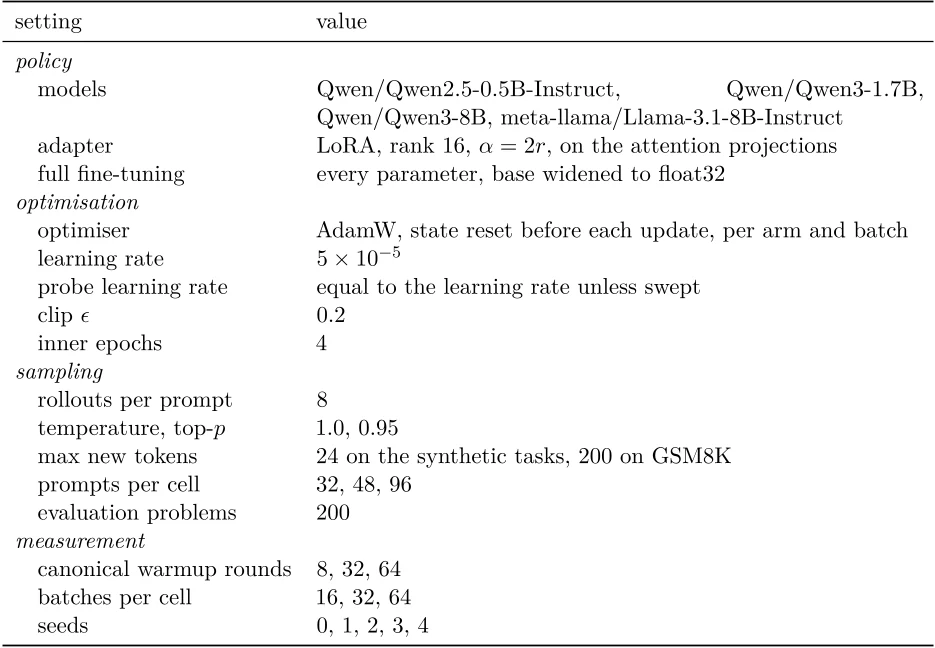 setting value
policy
models Qwen/Qwen2.5-0.5B-Instruct, Qwen/Qwen3-1.7B,
Qwen/Qwen3-8B, meta-llama/Llama-3.1-8B-Instruct
adapter LoRA, rank 16, α = 2r, on the attention projections
full fine-tuning every parameter, base widened to float32
optimisation
optimiser AdamW, state reset before each update, per arm and batch
learning rate 5 × 10⁻⁵
probe learning rate equal to the learning rate unless swept
clip ϵ 0.2
inner epochs 4
sampling
rollouts per prompt 8
temperature, top-p 1.0, 0.95
max new tokens 24 on the synthetic tasks, 200 on GSM8K
prompts per cell 32, 48, 96
evaluation problems 200
measurement
canonical warmup rounds 8, 32, 64
batches per cell 16, 32, 64
seeds 0, 1, 2, 3, 4